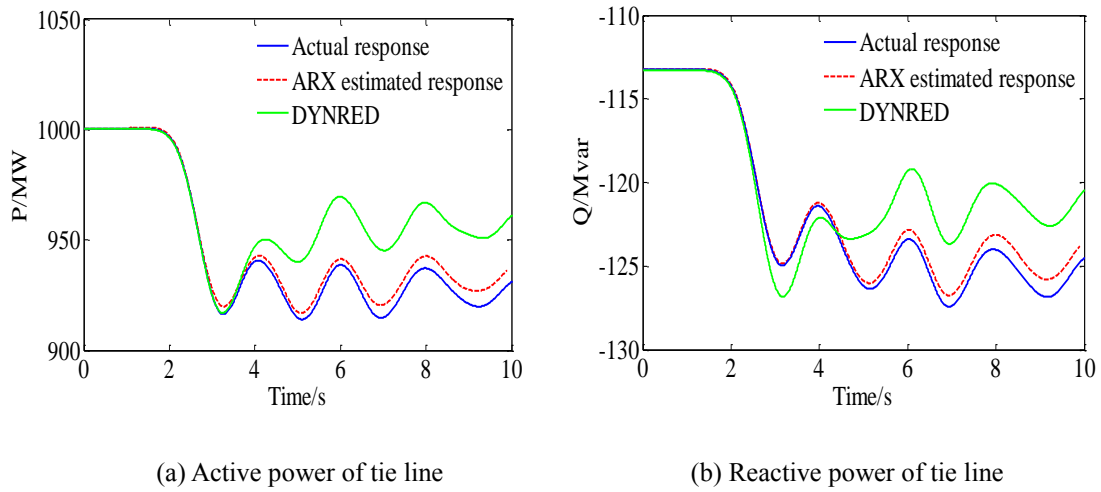 1050
1000
950
900
P/MW
Actual response
ARX estimated response
DYNRED
0
2
4
6
8
10
Time/s
(a) Active power of tie line
-110
-115
-120
-125
-130
Q/Mvar
Actual response
ARX estimated response
DYNRED
0
2
4
6
8
10
Time/s
(b) Reactive power of tie line